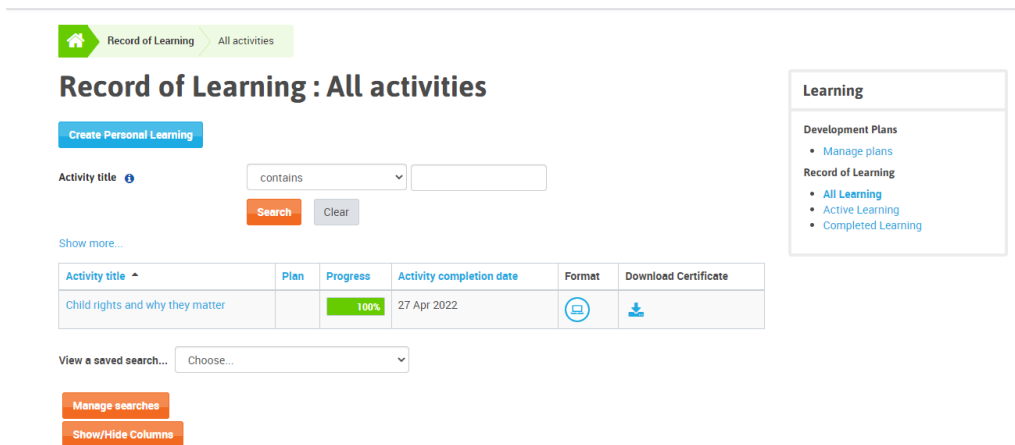 Record of Learning All activities
Record of Learning : All activities
Create Personal Learning
Activity title contains
Search Clear
Show more...
Activity title Plan Progress Activity completion date Format Download Certificate
Child rights and why they matter 100% 27 Apr 2022
View a saved search... Choose...
Manage searches
Show/Hide Columns
Learning
Development Plans
Manage plans
Record of Learning
All Learning
Active Learning
Completed Learning